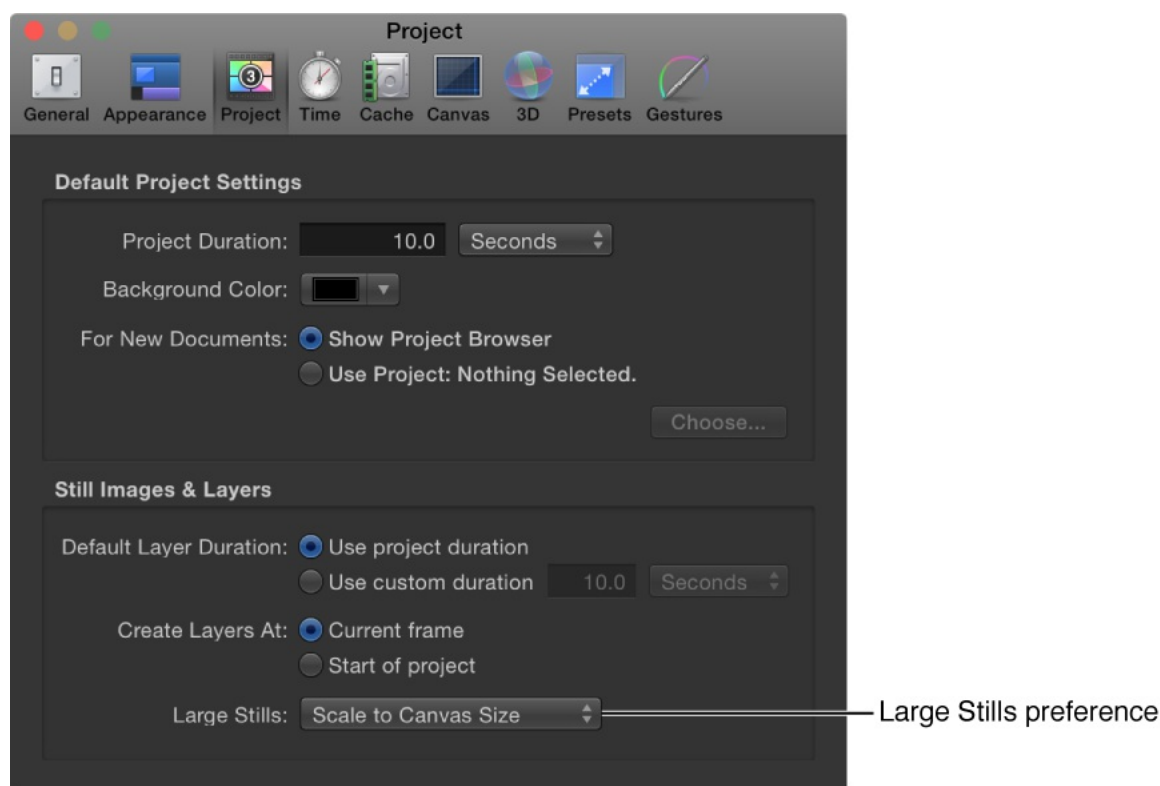 Project
General Appearance Project Time Cache Canvas 3D Presets Gestures
Default Project Settings
Project Duration: 10.0 Seconds
Background Color:
For New Documents: Show Project Browser
Use Project: Nothing Selected.
Choose...
Still Images & Layers
Default Layer Duration: Use project duration
Use custom duration 10.0 Seconds
Create Layers At: Current frame
Start of project
Large Stills: Scale to Canvas Size Large Stills preference